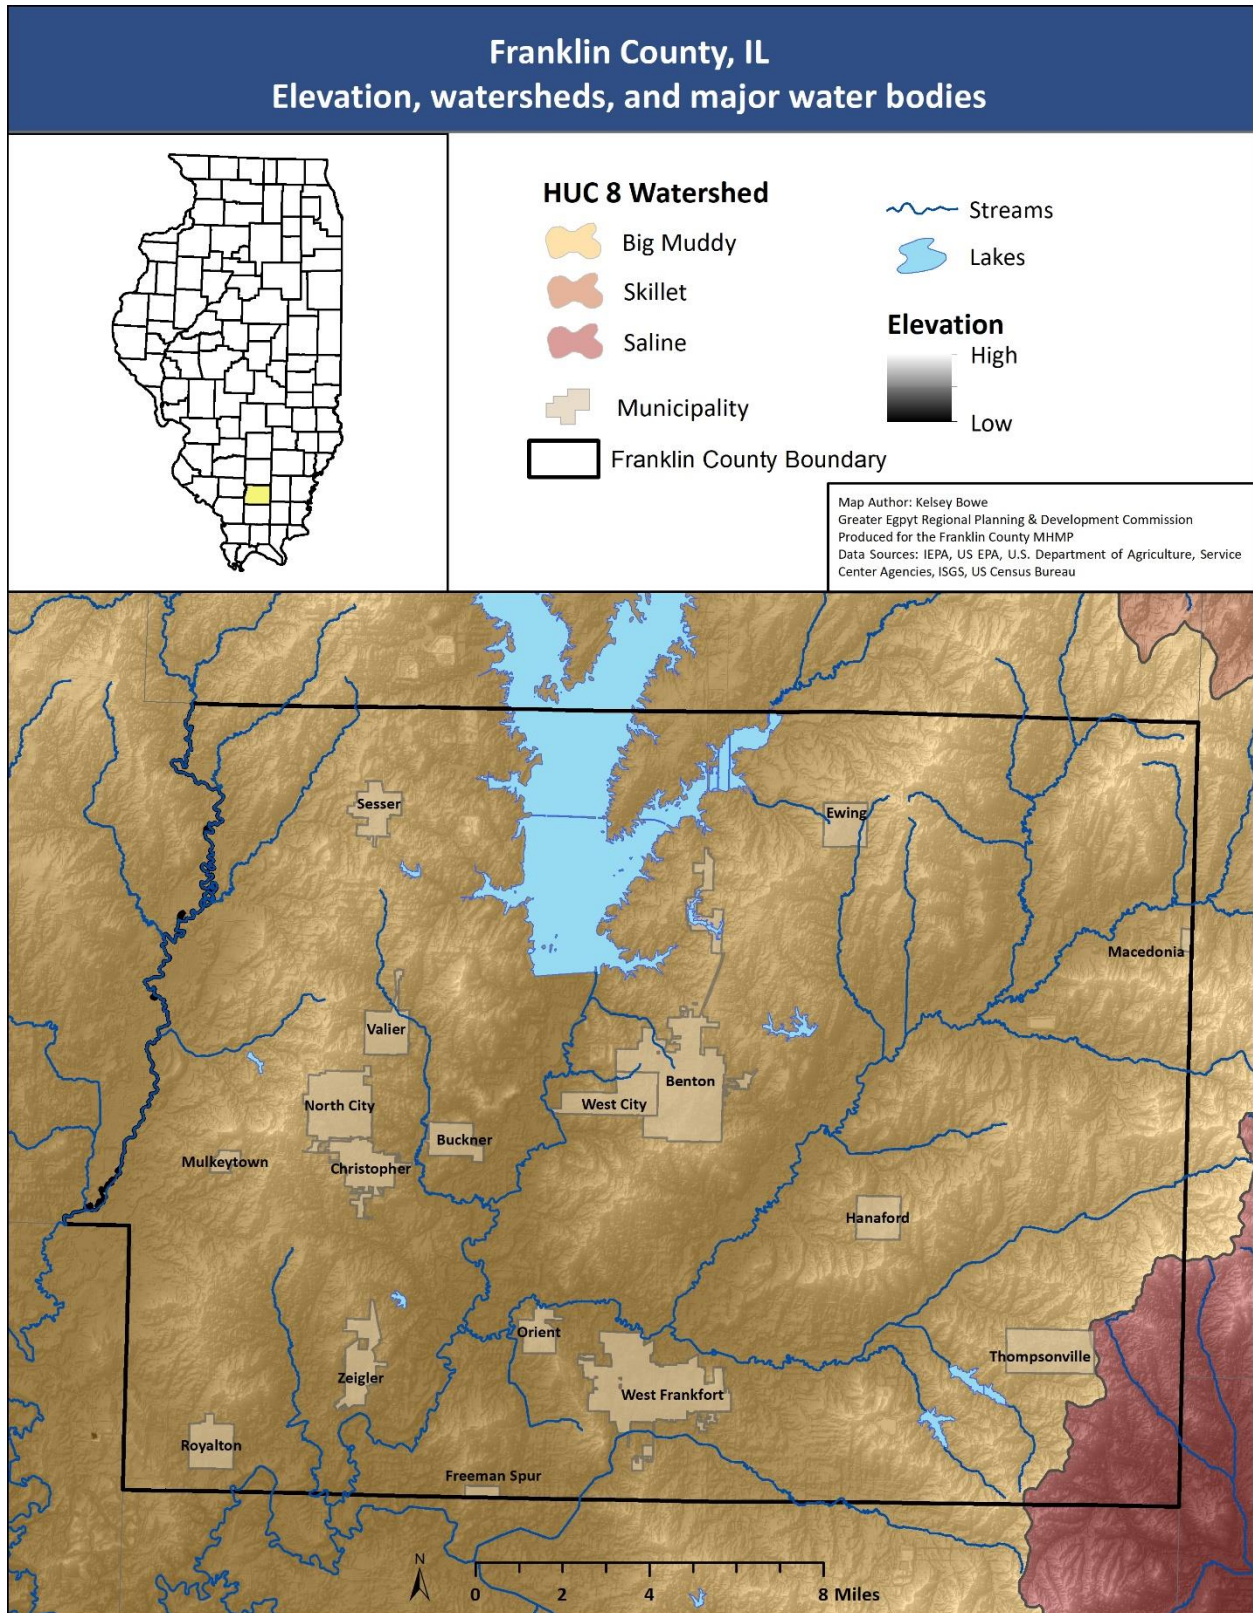 Franklin County, IL
Elevation, watersheds, and major water bodies
HUC 8 Watershed
Big Muddy
Skillet
Saline
Municipality
Franklin County Boundary
Streams
Lakes
Elevation
High
Low
Map Author: Kelsey Bowe
Greater Egpyt Regional Planning & Development Commission
Produced for the Franklin County MHMP
Data Sources: IEPA, US EPA, U.S. Department of Agriculture, Service
Center Agencies, ISGS, US Census Bureau
Sesser
Ewing
Macedonia
Valier
Benton
North City
West City
Buckner
Mulkeytown
Christopher
Hanaford
Orient
Thompsonville
Zeigler
West Frankfort
Royalton
Freeman Spur
N
0 2 4 8 Miles